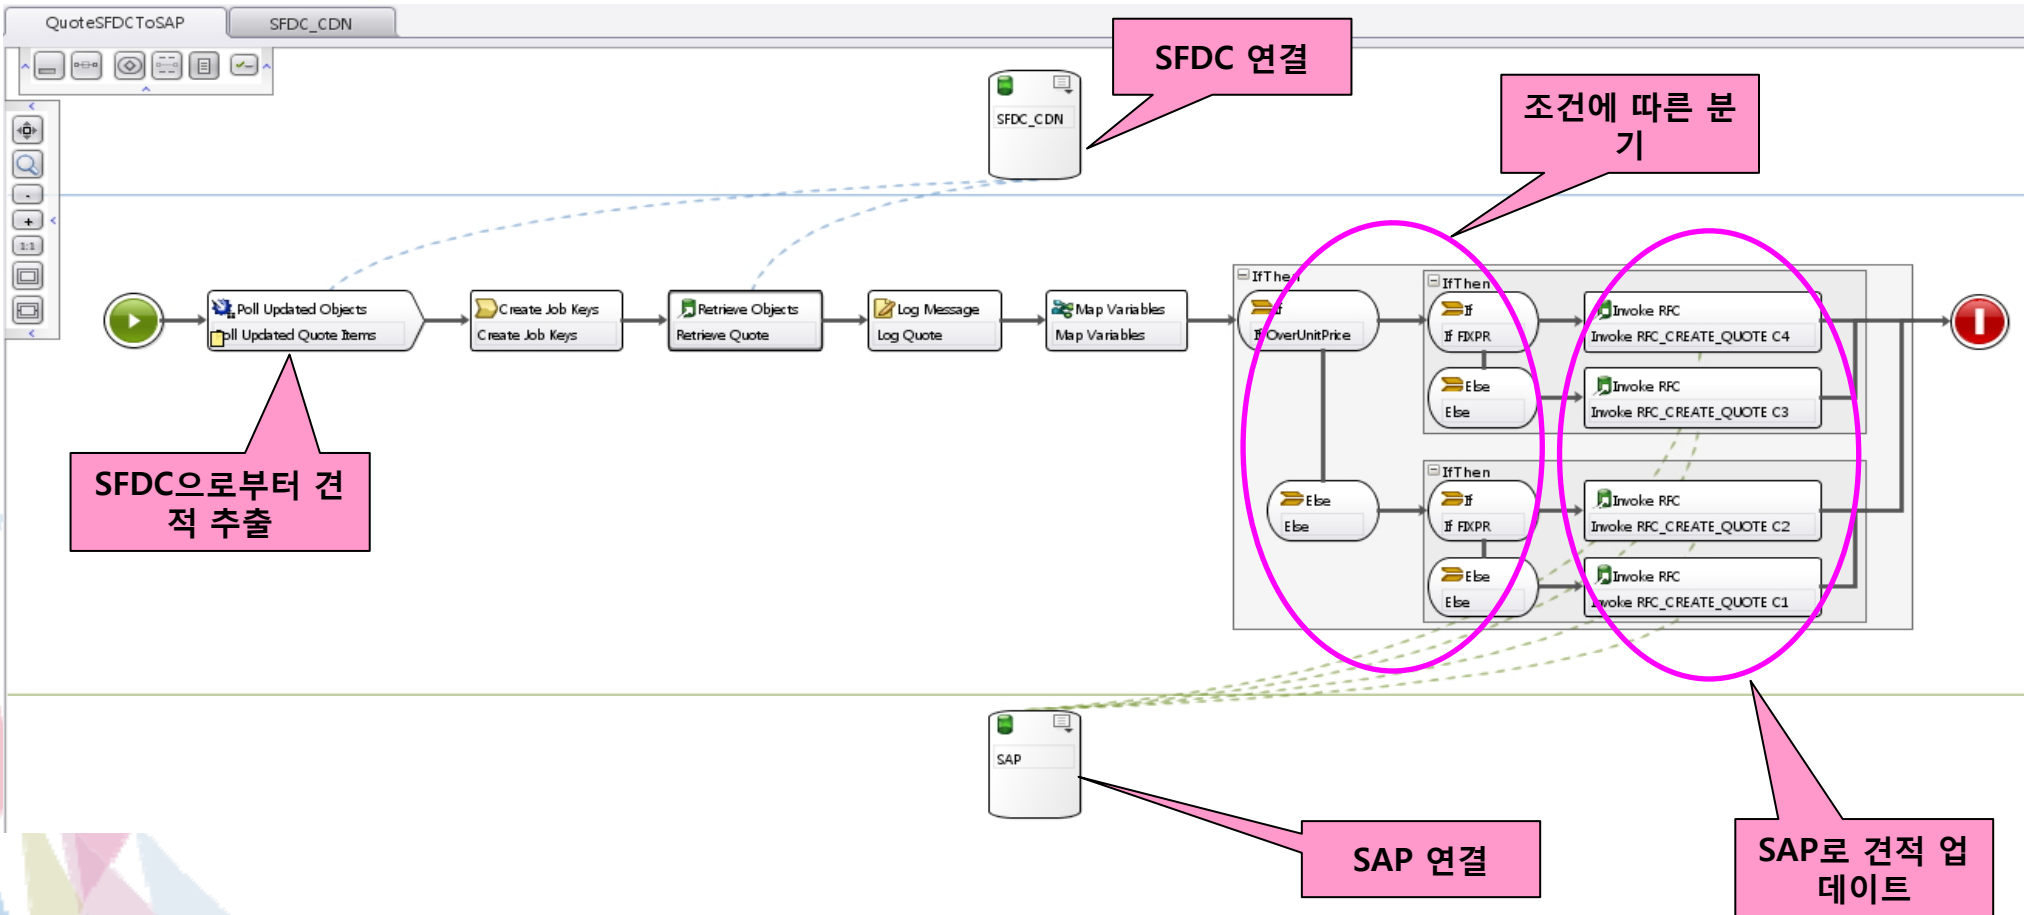 QuoteSFDCToSAP
SFDC_CDN
SFDC 연결
조건에 따른 분
기
SFDC_CDN
1:1
Poll Updated Objects
Poll Updated Quote Items
Create Job Keys
Create Job Keys
Retrieve Objects
Retrieve Quote
Log Message
Log Quote
Map Variables
Map Variables
IfThen
If
If OverUnitPrice
Else
Else
IfThen
If
If FIXPR
Invoke RFC
Invoke RFC_CREATE_QUOTE C4
Else
Else
Invoke RFC
Invoke RFC_CREATE_QUOTE C3
IfThen
If
If FIXPR
Invoke RFC
Invoke RFC_CREATE_QUOTE C2
Else
Else
Invoke RFC
Invoke RFC_CREATE_QUOTE C1
SFDC으로부터 견
적 추출
SAP
SAP 연결
SAP로 견적 업
데이트